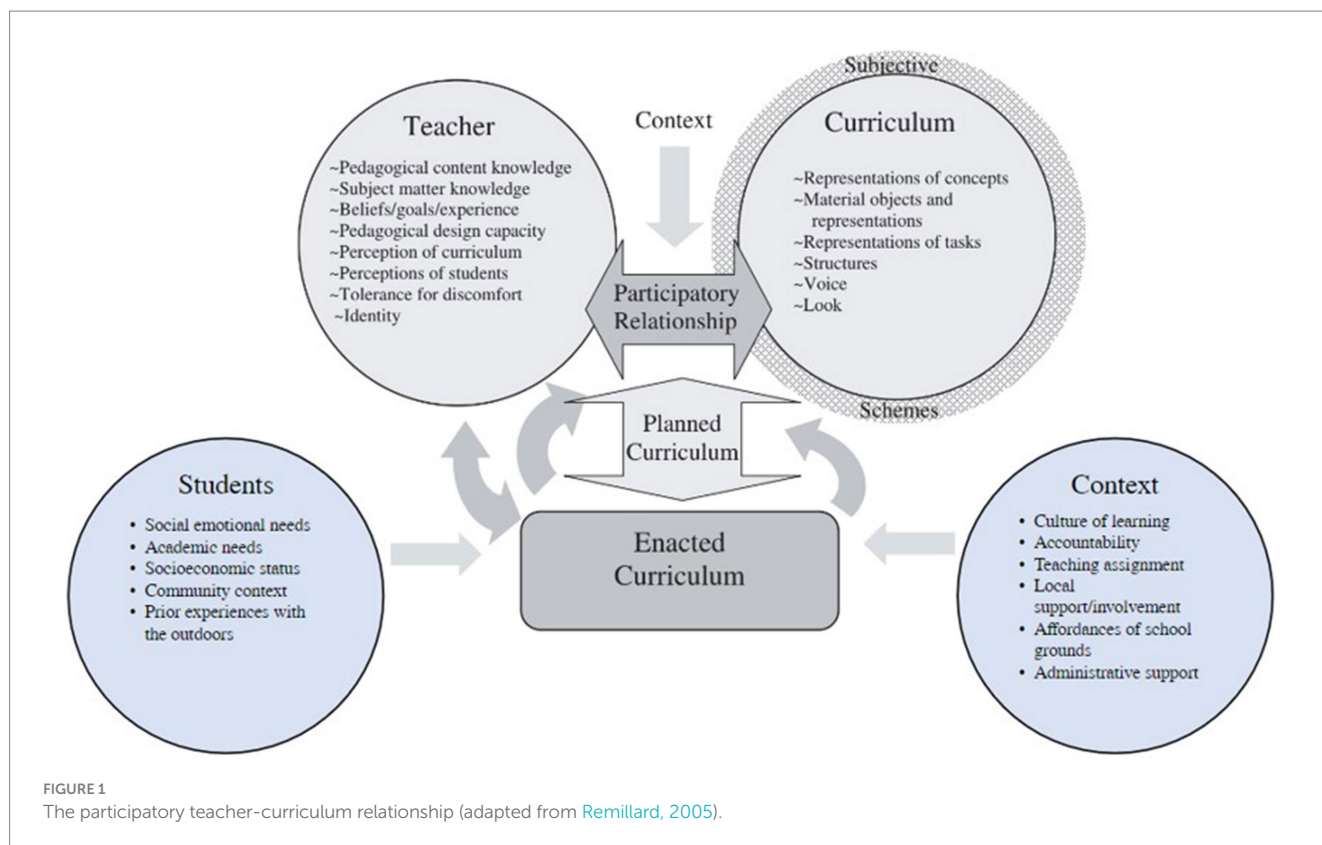 Teacher
~Pedagogical content knowledge
~Subject matter knowledge
~Beliefs/goals/experience
~Pedagogical design capacity
~Perception of curriculum
~Perceptions of students
~Tolerance for discomfort
~Identity
Context
Subjective
Curriculum
~Representations of concepts
~Material objects and
representations
~Representations of tasks
~Structures
~Voice
~Look
Schemes
Participatory
Relationship
Planned
Curriculum
Enacted
Curriculum
Students
• Social emotional needs
• Academic needs
• Socioeconomic status
• Community context
• Prior experiences with
the outdoors
Context
• Culture of learning
• Accountability
• Teaching assignment
• Local
support/involvement
• Affordances of school
grounds
• Administrative support
FIGURE 1
The participatory teacher-curriculum relationship (adapted from Remillard, 2005).